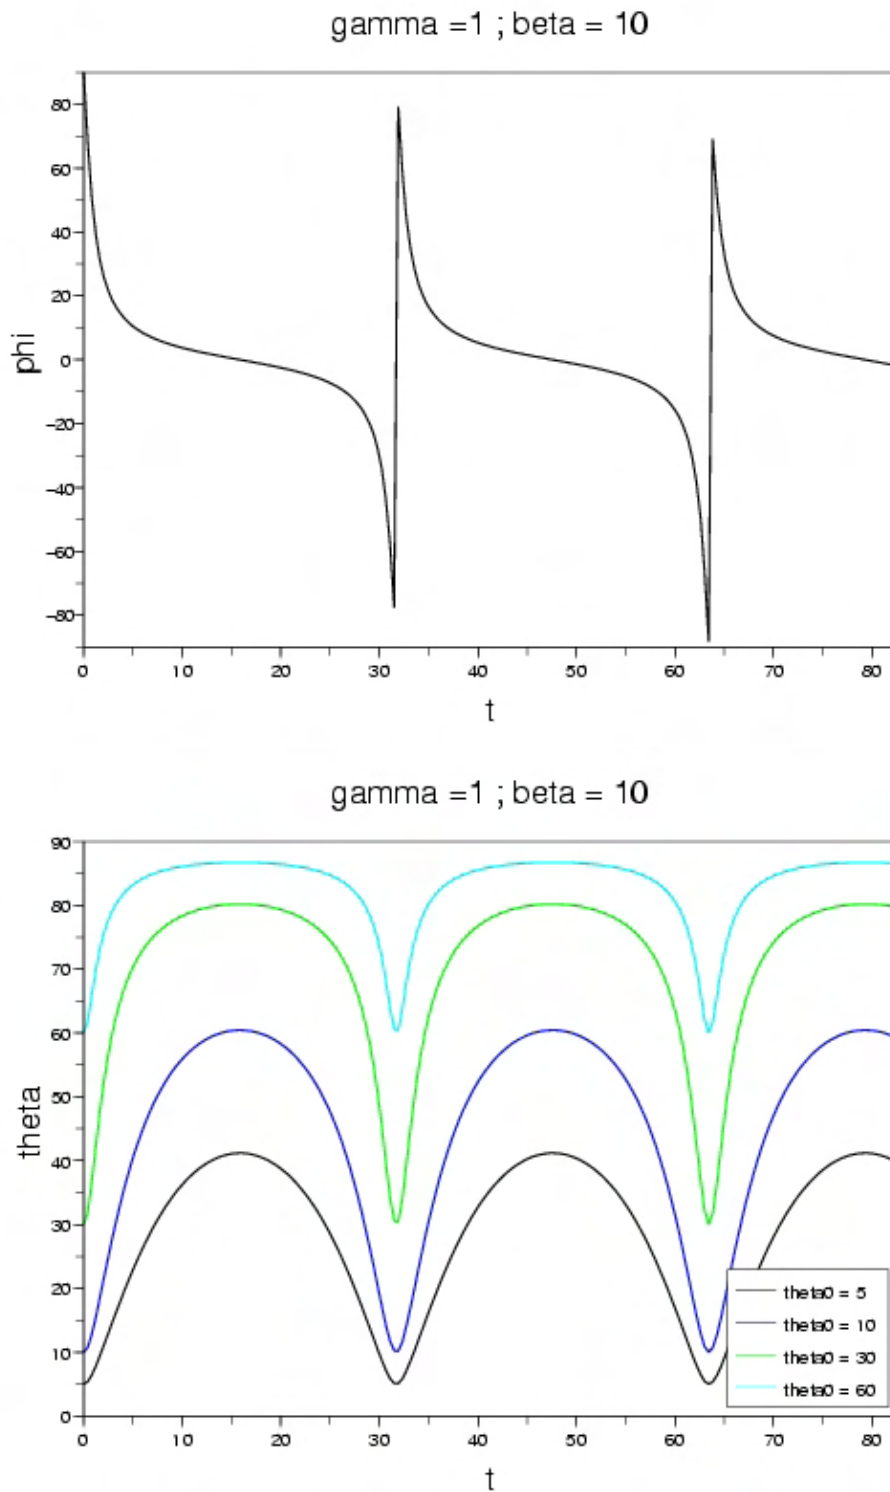 gamma =1 ; beta = 10
80
60
40
20
0
-20
-40
-60
-80
phi
0 10 20 30 40 50 60 70 80
t
gamma =1 ; beta = 10
90
80
70
60
50
40
30
20
10
0
theta
theta0 = 5
theta0 = 10
theta0 = 30
theta0 = 60
0 10 20 30 40 50 60 70 80
t